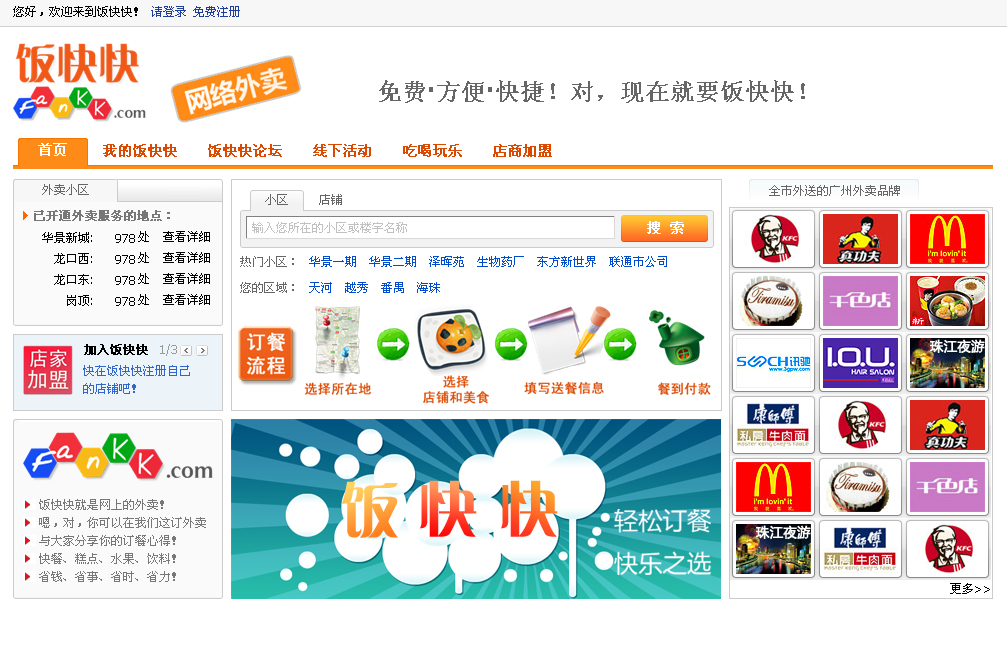 您好，欢迎来到饭快快！ 请登录 免费注册
饭快快
FanKK.com
网络外卖
免费·方便·快捷！对，现在就要饭快快！
首页 我的饭快快 饭快快论坛 线下活动 吃喝玩乐 店商加盟
外卖小区
已开通外卖服务的地点：
华景新城: 978处 查看详细
龙口西: 978处 查看详细
龙口东: 978处 查看详细
岗顶: 978处 查看详细
店家加盟
加入饭快快 1/3 < >
快在饭快快注册自己
的店铺吧！
FanKK.com
饭快快就是网上的外卖！
嗯，对，你可以在我们这订外卖
与大家分享你的订餐心得！
快餐、糕点、水果、饮料！
省钱、省事、省时、省力！
小区 店铺
输入您所在的小区或楼宇名称 搜 索
热门小区： 华景一期 华景二期 泽晖苑 生物药厂 东方新世界 联通市公司
您的区域： 天河 越秀 番禺 海珠
订餐
流程
选择所在地
选择
店铺和美食
填写送餐信息
餐到付款
饭快快
轻松订餐
快乐之选
全市外送的广州外卖品牌
KFC 真功夫 i'm lovin' it
Tiramisu 千色店
讯驰 www.3gpw.com I.O.U. HAIR SALON 珠江夜游
康師傅 私房牛肉面 KFC 真功夫
i'm lovin' it Tiramisu 千色店
珠江夜游 康師傅 私房牛肉面 KFC
更多>>